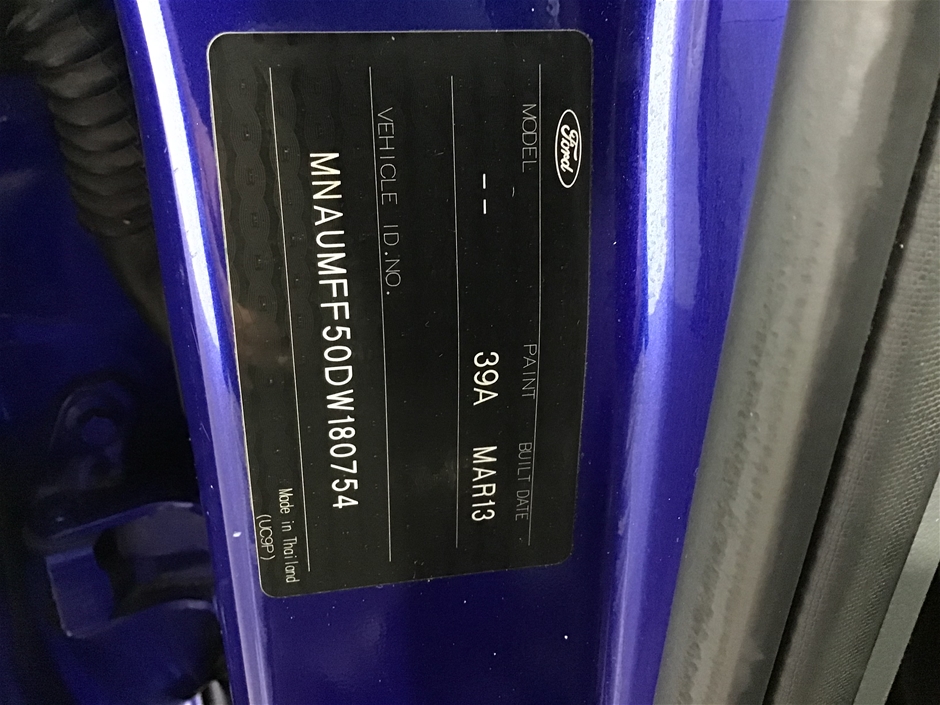 Ford
MODEL PAINT BUILT DATE
-- 39A MAR13
VEHICLE ID.NO.
MNAUMFF50DW180754
Made in Thailand
(UC9P)